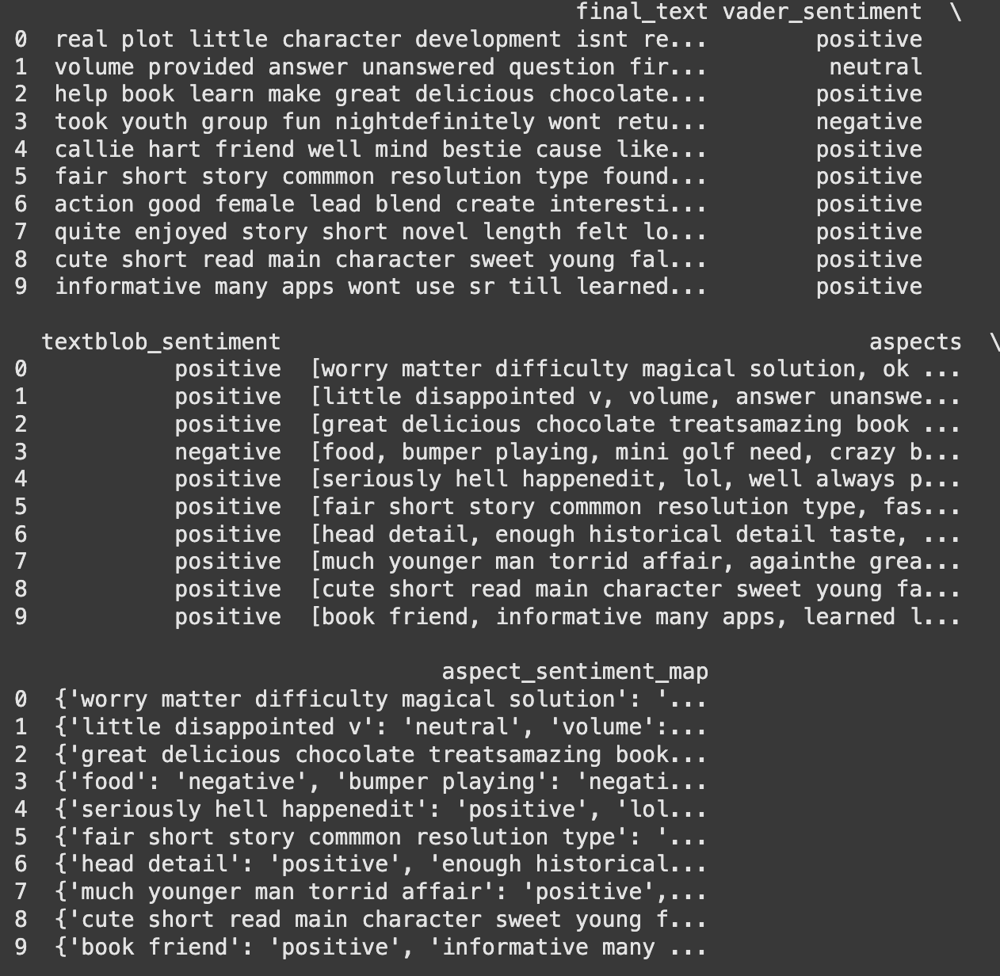 final_text vader_sentiment \
0 real plot little character development isnt re... positive
1 volume provided answer unanswered question fir... neutral
2 help book learn make great delicious chocolate... positive
3 took youth group fun nightdefinitely wont retu... negative
4 callie hart friend well mind bestie cause like... positive
5 fair short story commmon resolution type found... positive
6 action good female lead blend create interesti... positive
7 quite enjoyed story short novel length felt lo... positive
8 cute short read main character sweet young fal... positive
9 informative many apps wont use sr till learned... positive
textblob_sentiment aspects \
0 positive [worry matter difficulty magical solution, ok ...
1 positive [little disappointed v, volume, answer unanswe...
2 positive [great delicious chocolate treatsamazing book ...
3 negative [food, bumper playing, mini golf need, crazy b...
4 positive [seriously hell happenedit, lol, well always p...
5 positive [fair short story commmon resolution type, fas...
6 positive [head detail, enough historical detail taste, ...
7 positive [much younger man torrid affair, againthe grea...
8 positive [cute short read main character sweet young fa...
9 positive [book friend, informative many apps, learned l...
aspect_sentiment_map
0 {'worry matter difficulty magical solution': '...
1 {'little disappointed v': 'neutral', 'volume':...
2 {'great delicious chocolate treatsamazing book...
3 {'food': 'negative', 'bumper playing': 'negati...
4 {'seriously hell happenedit': 'positive', 'lol...
5 {'fair short story commmon resolution type': '...
6 {'head detail': 'positive', 'enough historical...
7 {'much younger man torrid affair': 'positive',...
8 {'cute short read main character sweet young f...
9 {'book friend': 'positive', 'informative many ...